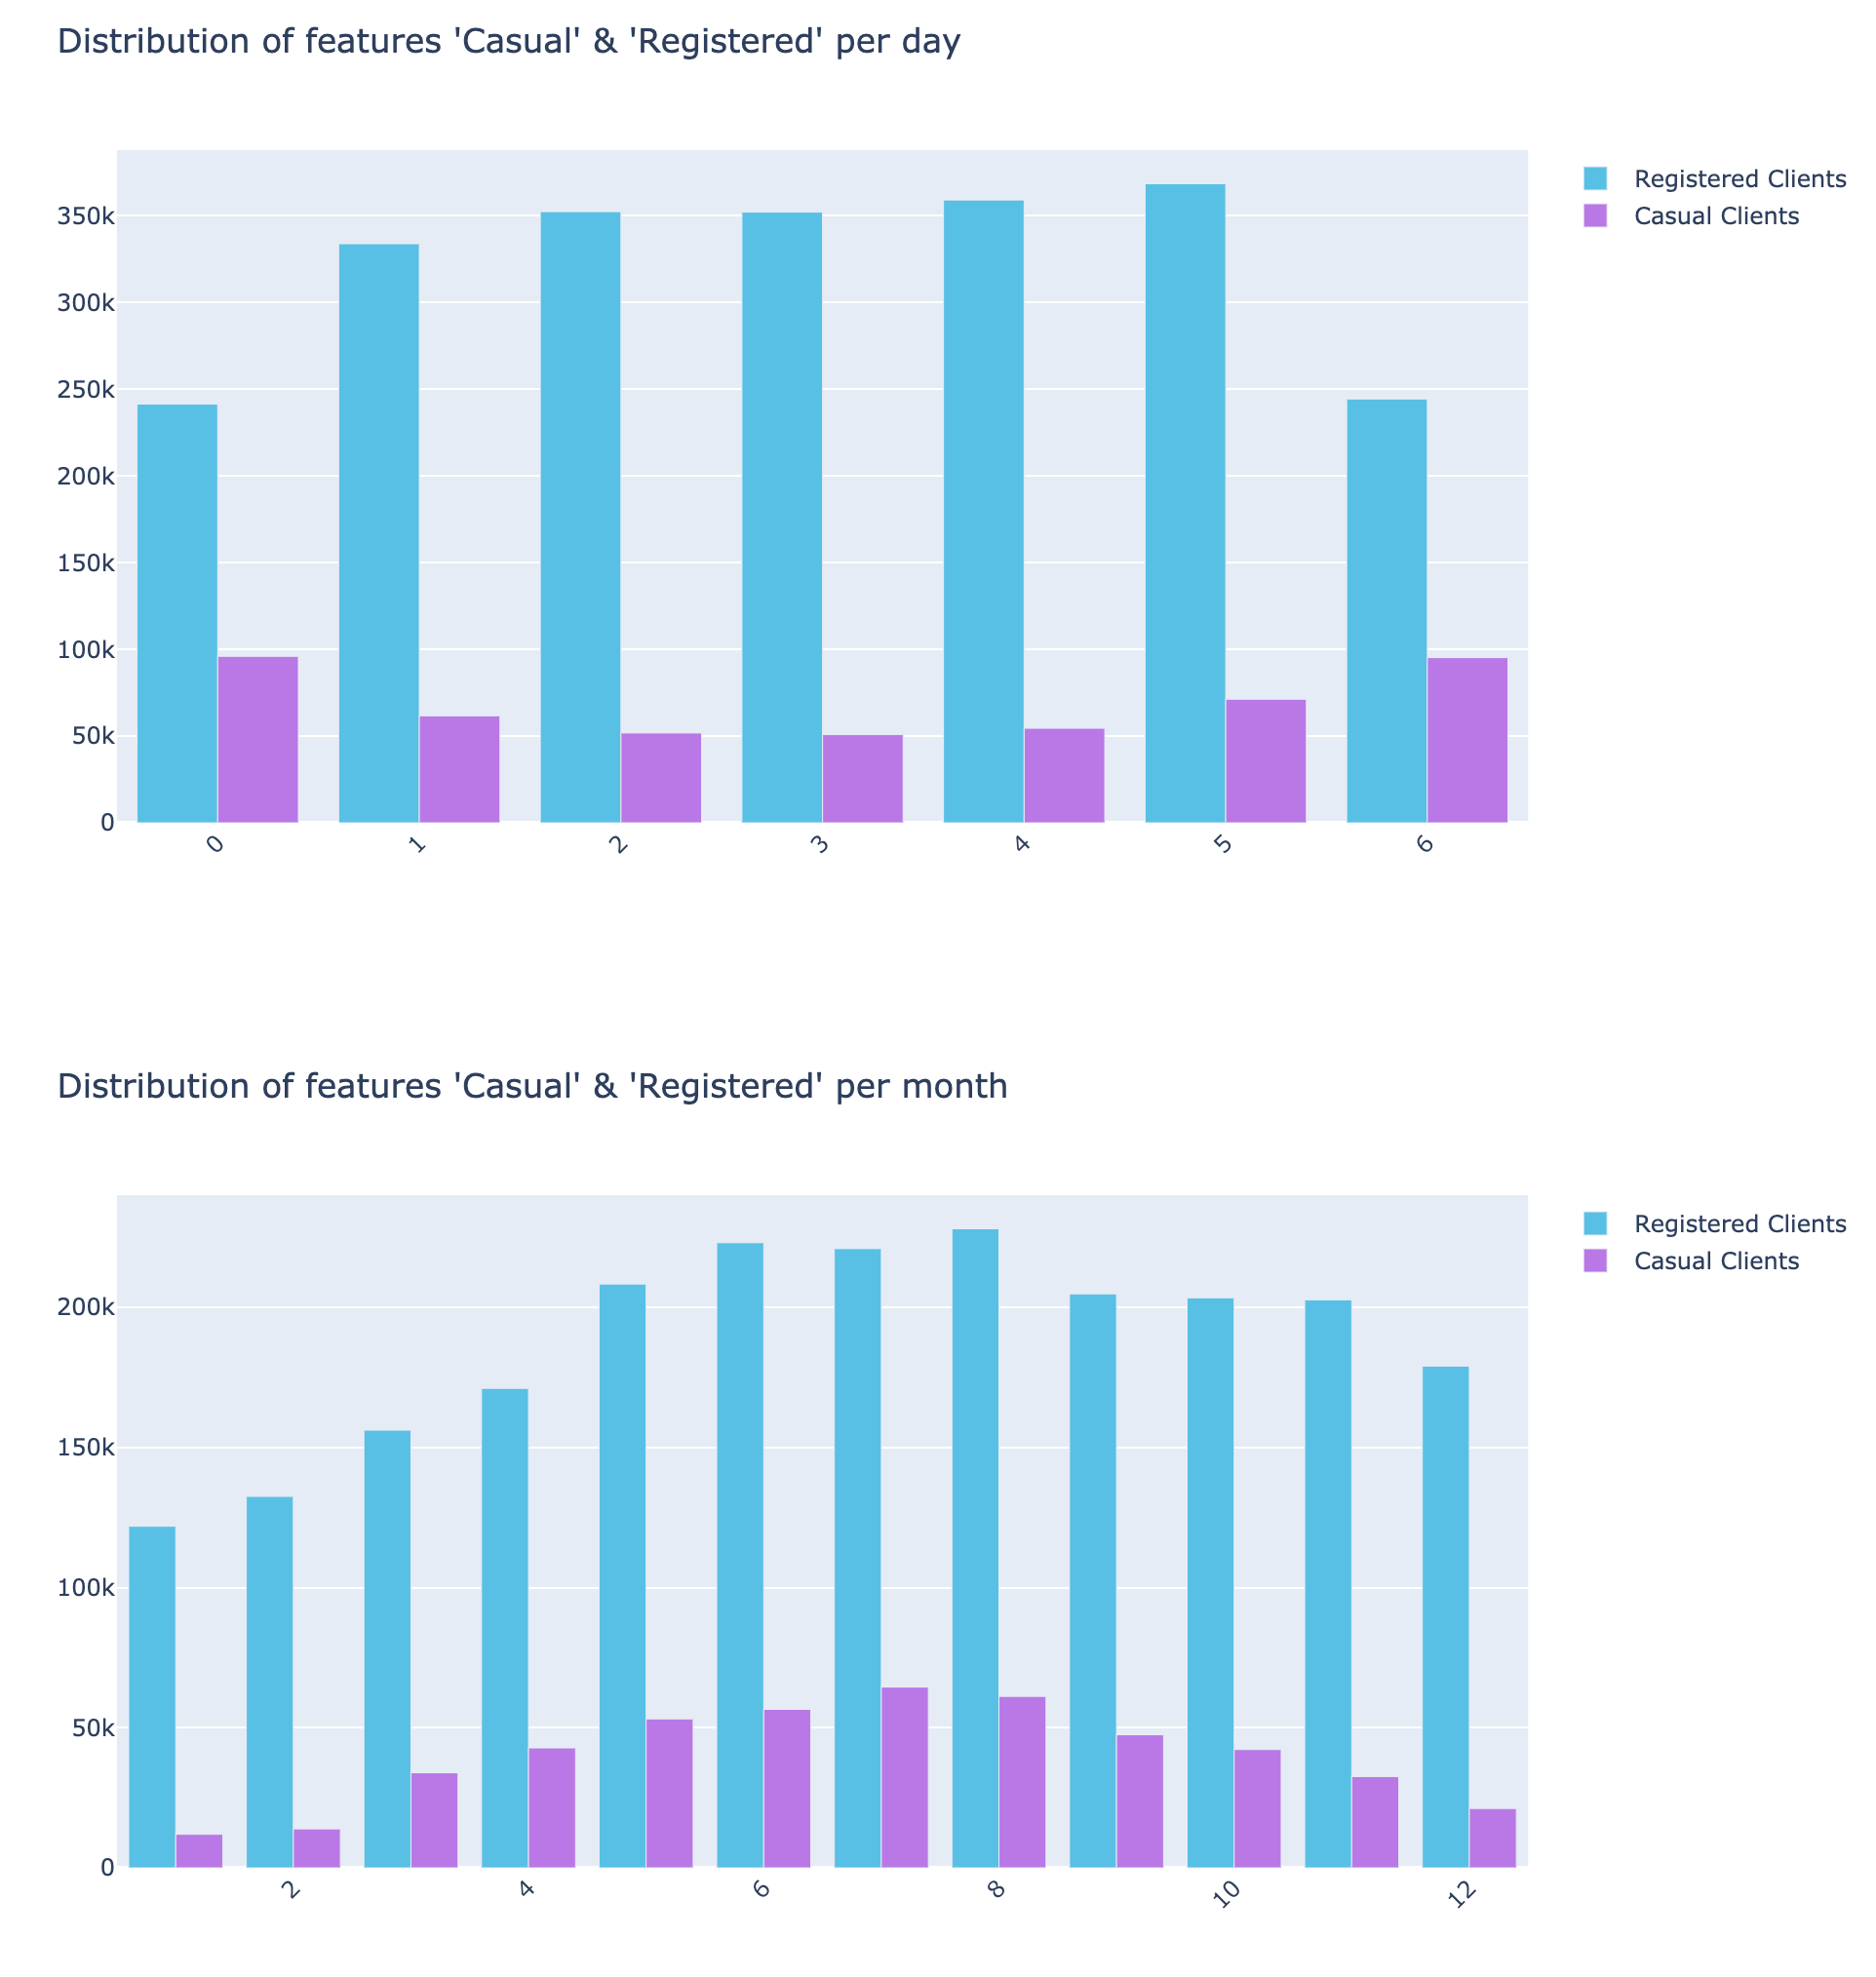 Distribution of features 'Casual' & 'Registered' per day
Registered Clients
Casual Clients
350k
300k
250k
200k
150k
100k
50k
0
0 1 2 3 4 5 6
Distribution of features 'Casual' & 'Registered' per month
Registered Clients
Casual Clients
200k
150k
100k
50k
0
2 4 6 8 10 12